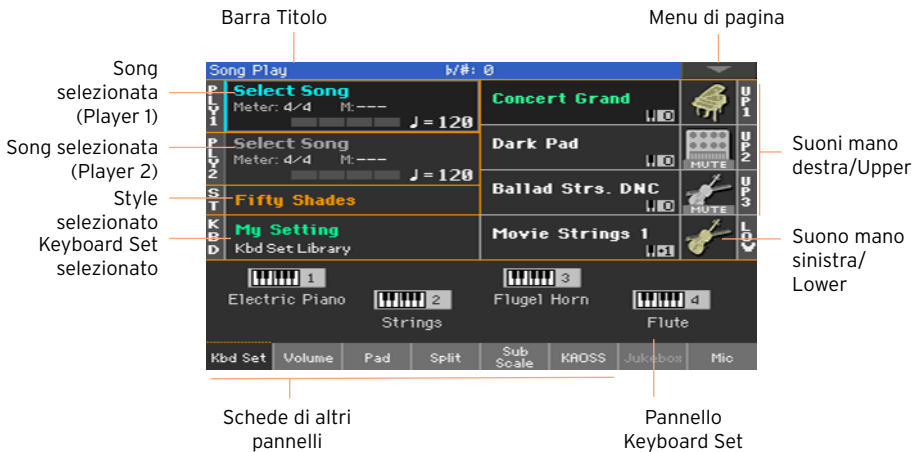 Barra Titolo
Menu di pagina
Song
selezionata
(Player 1)
Song selezionata
(Player 2)
Style
selezionato
Keyboard Set
selezionato
Song Play
♭/#: 0
PLY1
Select Song
Meter: 4/4 M:---
♩=120
PLY2
Select Song
Meter: 4/4 M:---
♩=120
ST
Fifty Shades
KBD
My Setting
Kbd Set Library
Concert Grand
0
UP1
Dark Pad
0
MUTE
UP2
Ballad Strs. DNC
0
MUTE
UP3
Movie Strings 1
LOW
Suoni mano
destra/Upper
Suono mano
sinistra/
Lower
1
Electric Piano
2
Strings
3
Flugel Horn
4
Flute
Kbd Set
Volume
Pad
Split
Sub
Scale
KAOSS
Jukebox
Mic
Schede di altri
pannelli
Pannello
Keyboard Set